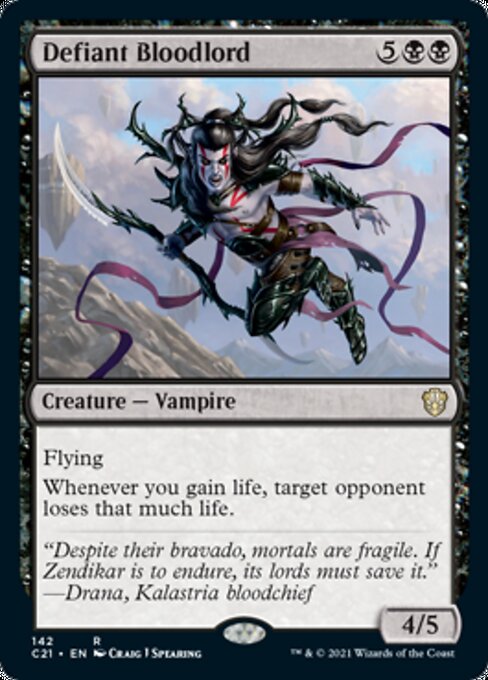 Defiant Bloodlord 5
Creature — Vampire
Flying
Whenever you gain life, target opponent
loses that much life.
“Despite their bravado, mortals are fragile. If
Zendikar is to endure, its lords must save it.”
—Drana, Kalastria bloodchief
4/5
142 R
C21 • EN Craig J Spearing
™ & © 2021 Wizards of the Coast